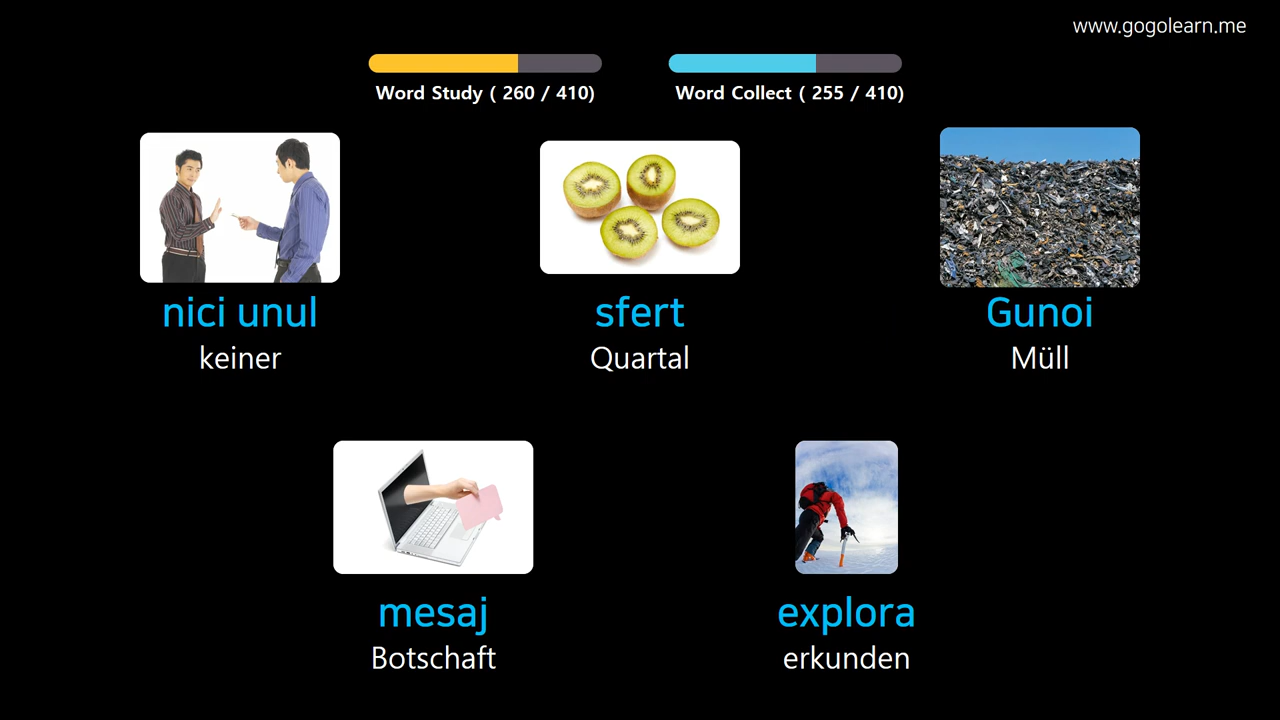 www.gogolearn.me
Word Study ( 260 / 410)
Word Collect ( 255 / 410)
nici unul
keiner
sfert
Quartal
Gunoi
Müll
mesaj
Botschaft
explora
erkunden